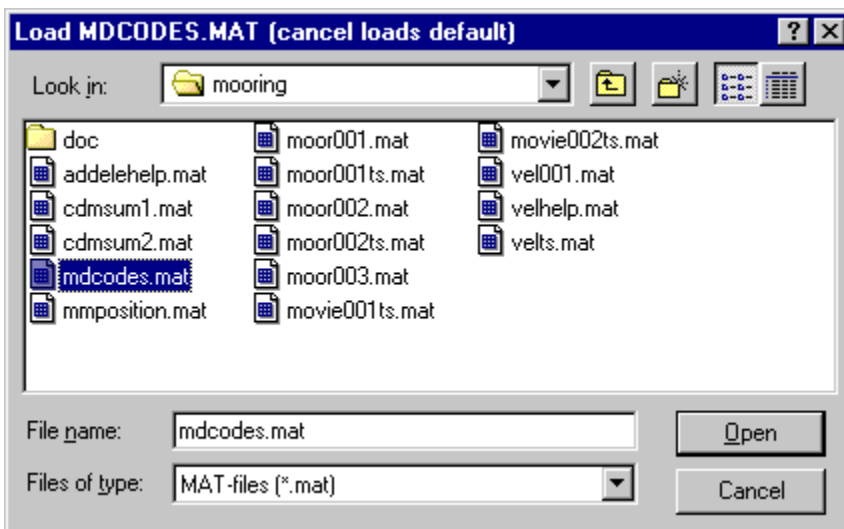 Load MDCODES.MAT (cancel loads default)
Look in: mooring
doc moor001.mat movie002ts.mat
addelehelp.mat moor001ts.mat vel001.mat
cdmsum1.mat moor002.mat velhelp.mat
cdmsum2.mat moor002ts.mat velts.mat
mdcodes.mat moor003.mat
mmposition.mat movie001ts.mat
File name: mdcodes.mat Open
Files of type: MAT-files (*.mat) Cancel